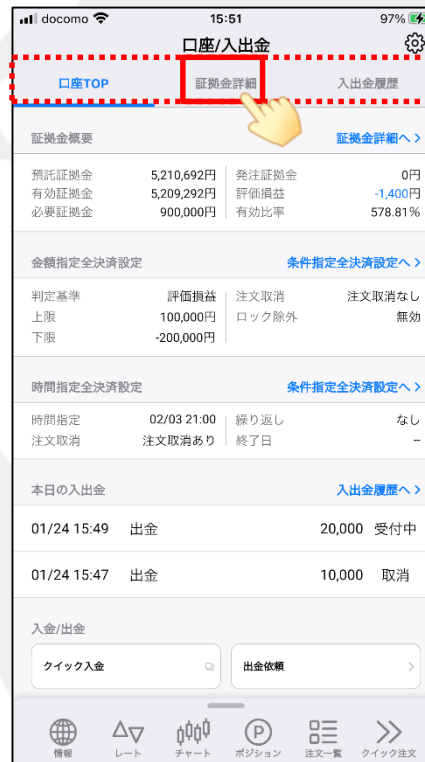 docomo 15:51 97%
口座/入出金
口座TOP 証拠金詳細 入出金履歴
証拠金概要 証拠金詳細へ >
預託証拠金 5,210,692円 発注証拠金 0円
有効証拠金 5,209,292円 評価損益 -1,400円
必要証拠金 900,000円 有効比率 578.81%
金額指定全決済設定 条件指定全決済設定へ >
判定基準 評価損益 注文取消 注文取消なし
上限 100,000円 ロック除外 無効
下限 -200,000円
時間指定全決済設定 条件指定全決済設定へ >
時間指定 02/03 21:00 繰り返し なし
注文取消 注文取消あり 終了日 --
本日の入出金 入出金履歴へ >
01/24 15:49 出金 20,000 受付中
01/24 15:47 出金 10,000 取消
入金/出金
クイック入金 出金依頼 >
情報 レート チャート ポジション 注文一覧 クイック注文